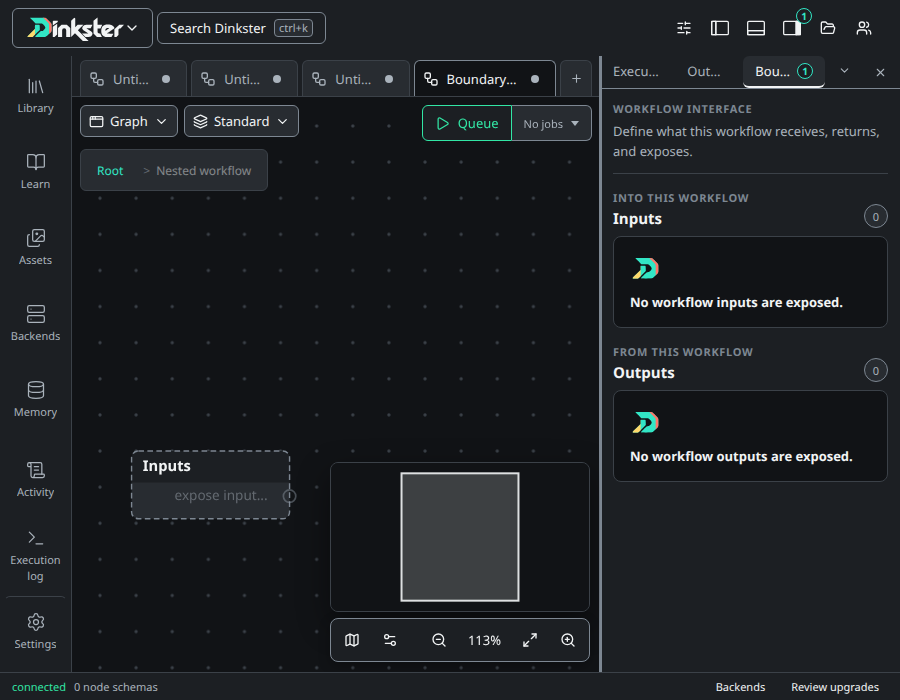 Dinkster
Search Dinkster ctrl+k
1
Library
Learn
Assets
Backends
Memory
Activity
Execution
log
Settings
Unti...
Unti...
Unti...
Boundary...
Graph
Standard
Queue
No jobs
Root > Nested workflow
Inputs
expose input...
113%
Execu...
Out...
Bou... 1
WORKFLOW INTERFACE
Define what this workflow receives, returns,
and exposes.
INTO THIS WORKFLOW
Inputs
0
No workflow inputs are exposed.
FROM THIS WORKFLOW
Outputs
0
No workflow outputs are exposed.
connected 0 node schemas
Backends
Review upgrades